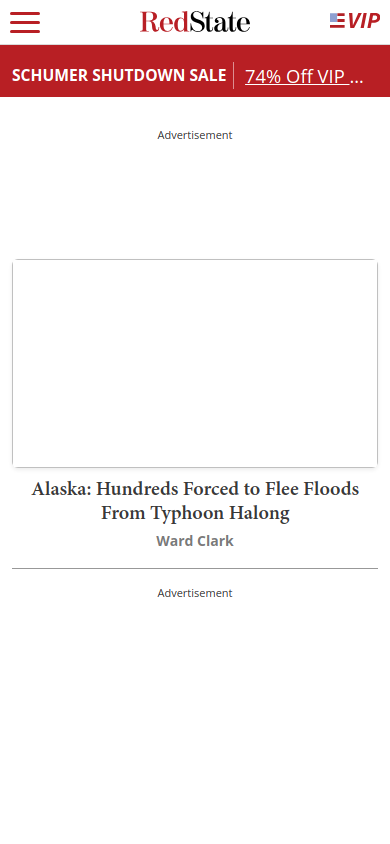 RedState
VIP
SCHUMER SHUTDOWN SALE
74% Off VIP ...
Advertisement
Alaska: Hundreds Forced to Flee Floods
From Typhoon Halong
Ward Clark
Advertisement